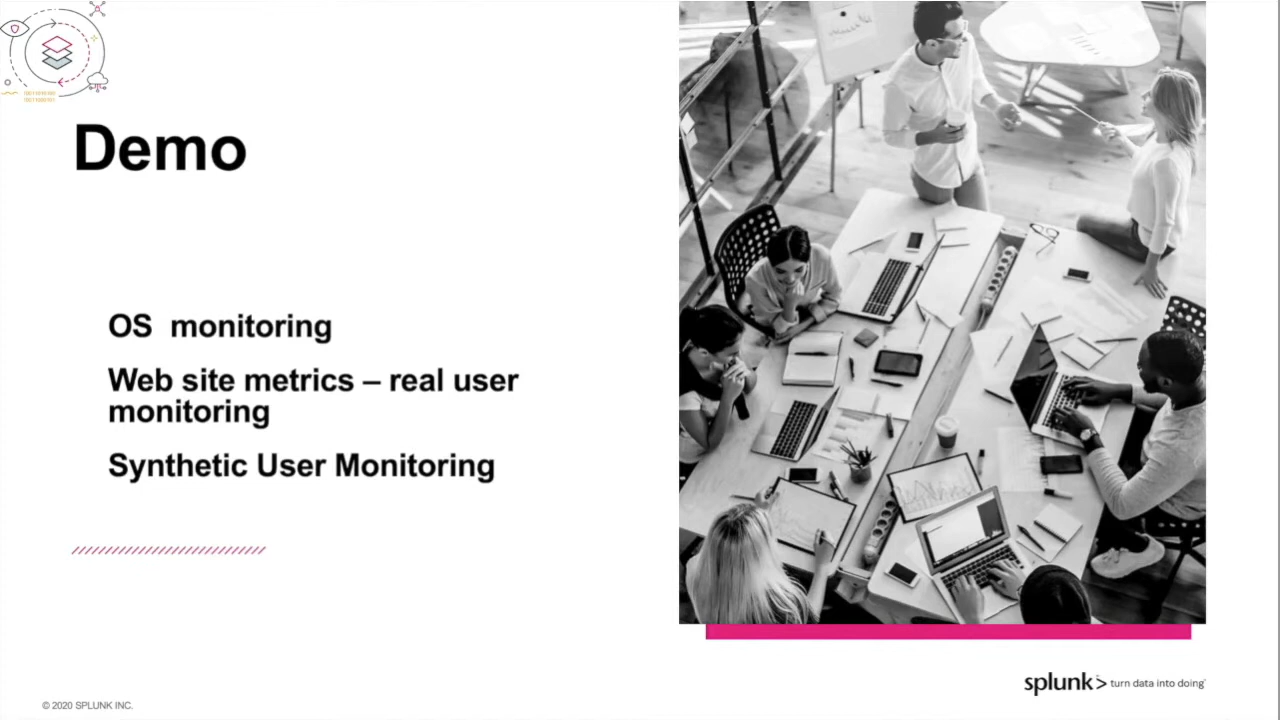 Demo
OS  monitoring
Web site metrics – real user
monitoring
Synthetic User Monitoring
splunk> turn data into doing®
© 2020 SPLUNK INC.